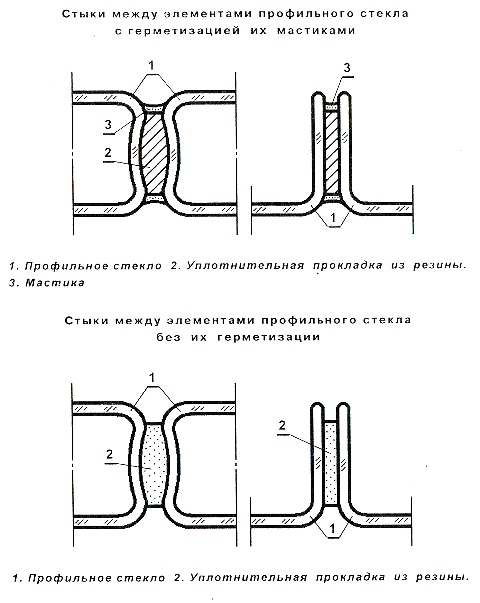 Стыки между элементами профильного стекла
с герметизацией их мастиками
1
3
3
2
1
1. Профильное стекло 2. Уплотнительная прокладка из резины.
3. Мастика
Стыки между элементами профильного стекла
без их герметизации
1
2
2
1
1. Профильное стекло 2. Уплотнительная прокладка из резины.